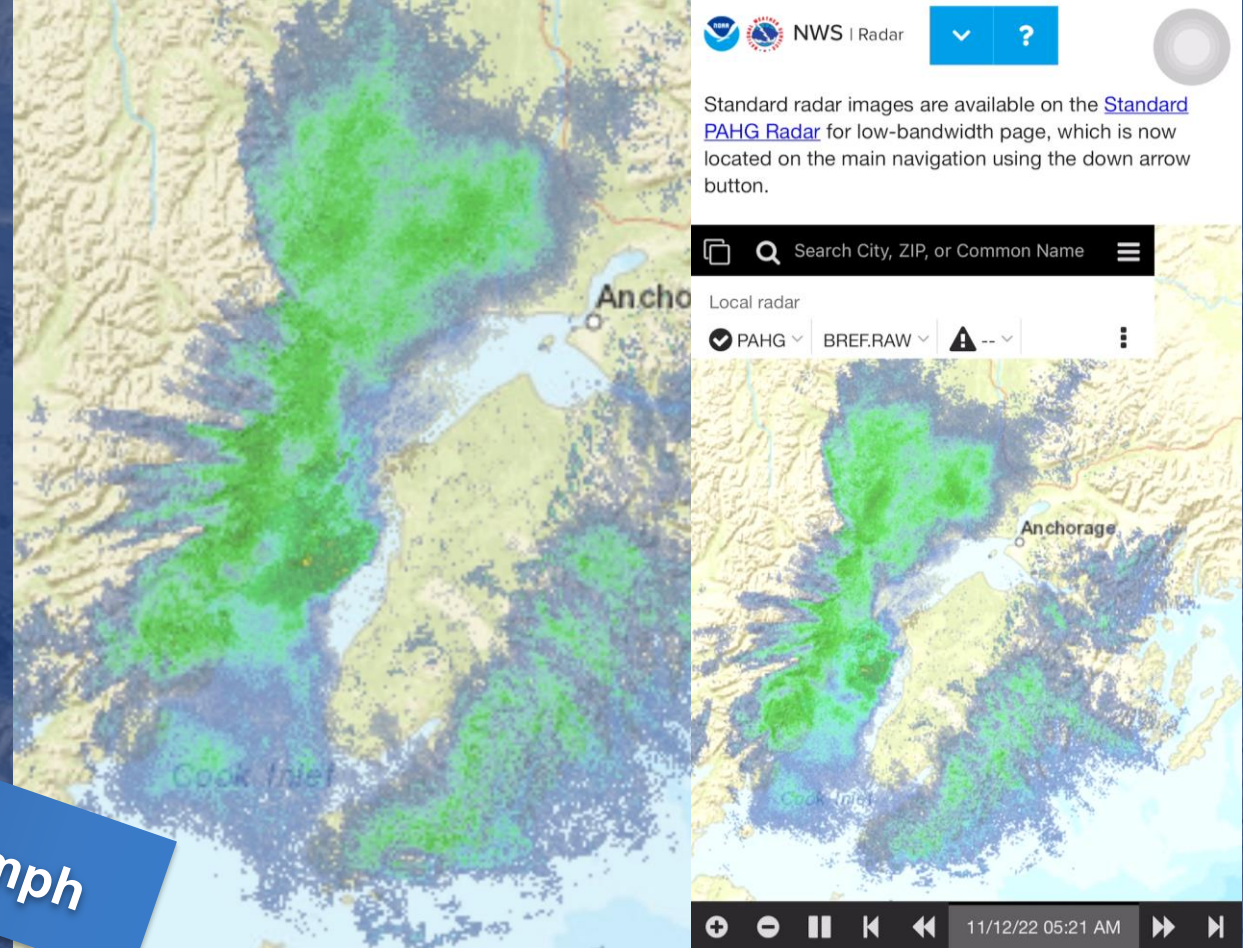 Ancho
Cook Inlet
mph
NOAA
NWS | Radar
?
Standard radar images are available on the Standard
PAHG Radar for low-bandwidth page, which is now
located on the main navigation using the down arrow
button.
Search City, ZIP, or Common Name
Local radar
PAHG
BREF.RAW
--
Anchorage
Cook Inlet
11/12/22 05:21 AM